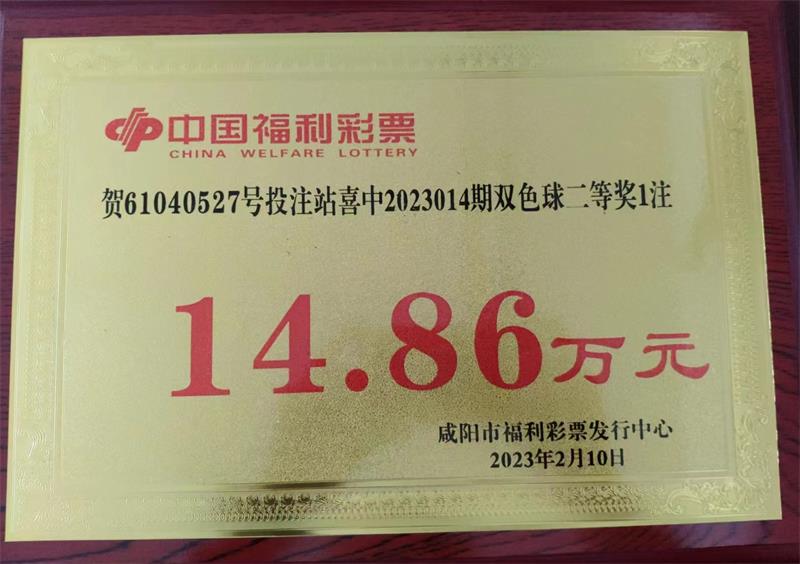 中国福利彩票
CHINA WELFARE LOTTERY
贺61040527号投注站喜中2023014期双色球二等奖1注
14.86万元
咸阳市福利彩票发行中心
2023年2月10日